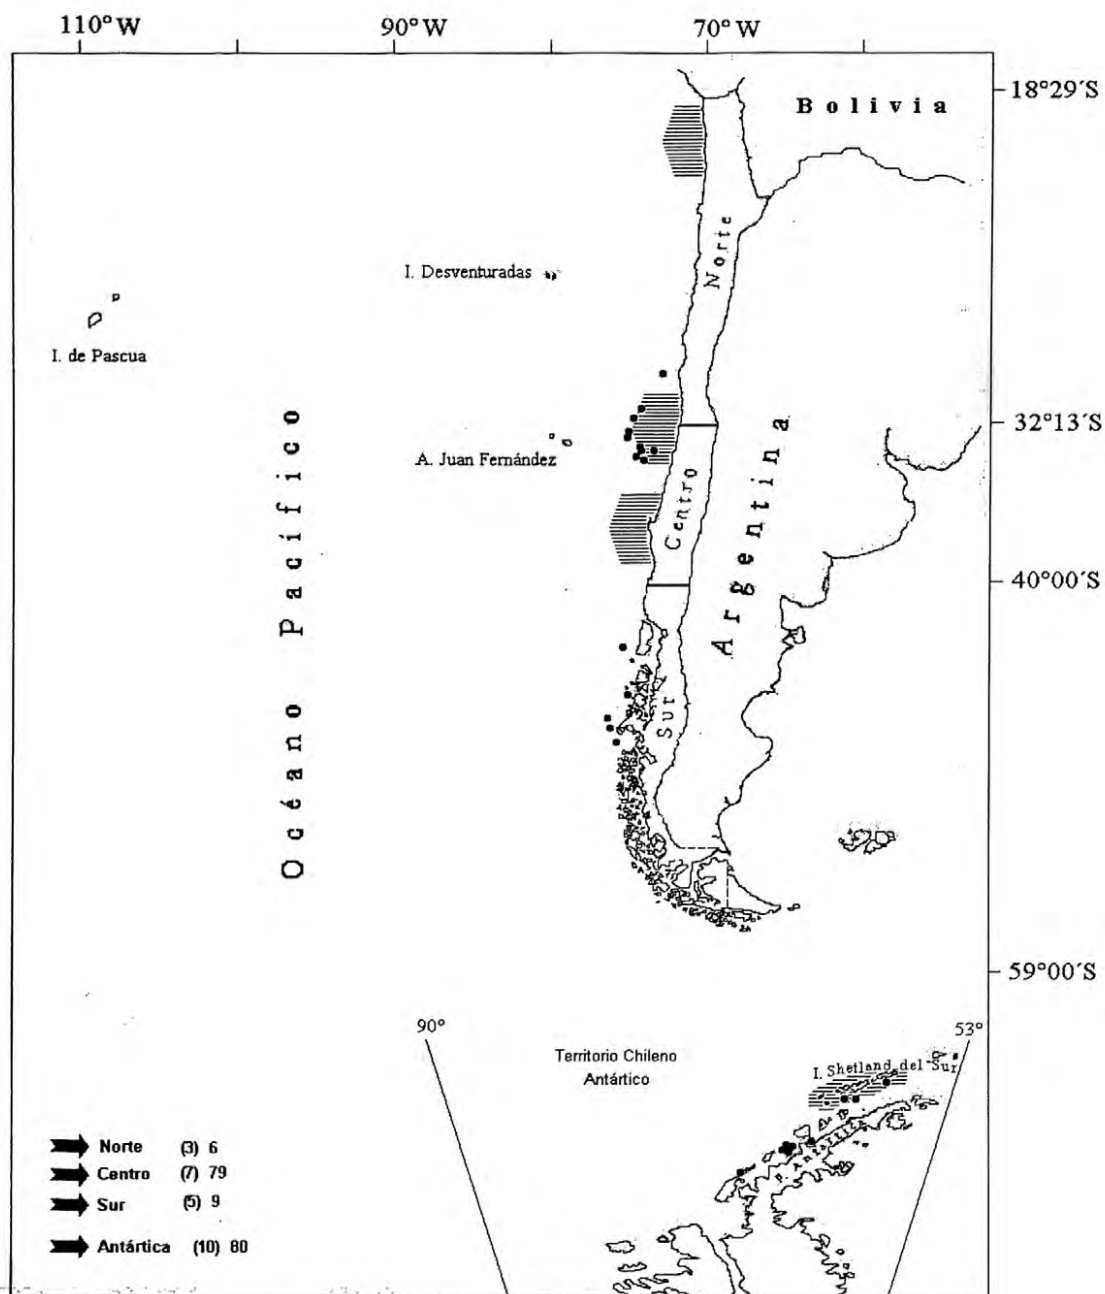 110°W 90°W 70°W
18°29´S
Bolivia
Norte
I. Desventuradas
I. de Pascua
32°13´S
A. Juan Fernández
Centro
Argentina
Océano Pacífico
40°00´S
Sur
59°00´S
90° 53°
Territorio Chileno
Antártico
I. Shetland del Sur
P. Antártica
Norte (3) 6
Centro (7) 79
Sur (5) 9
Antártica (10) 80